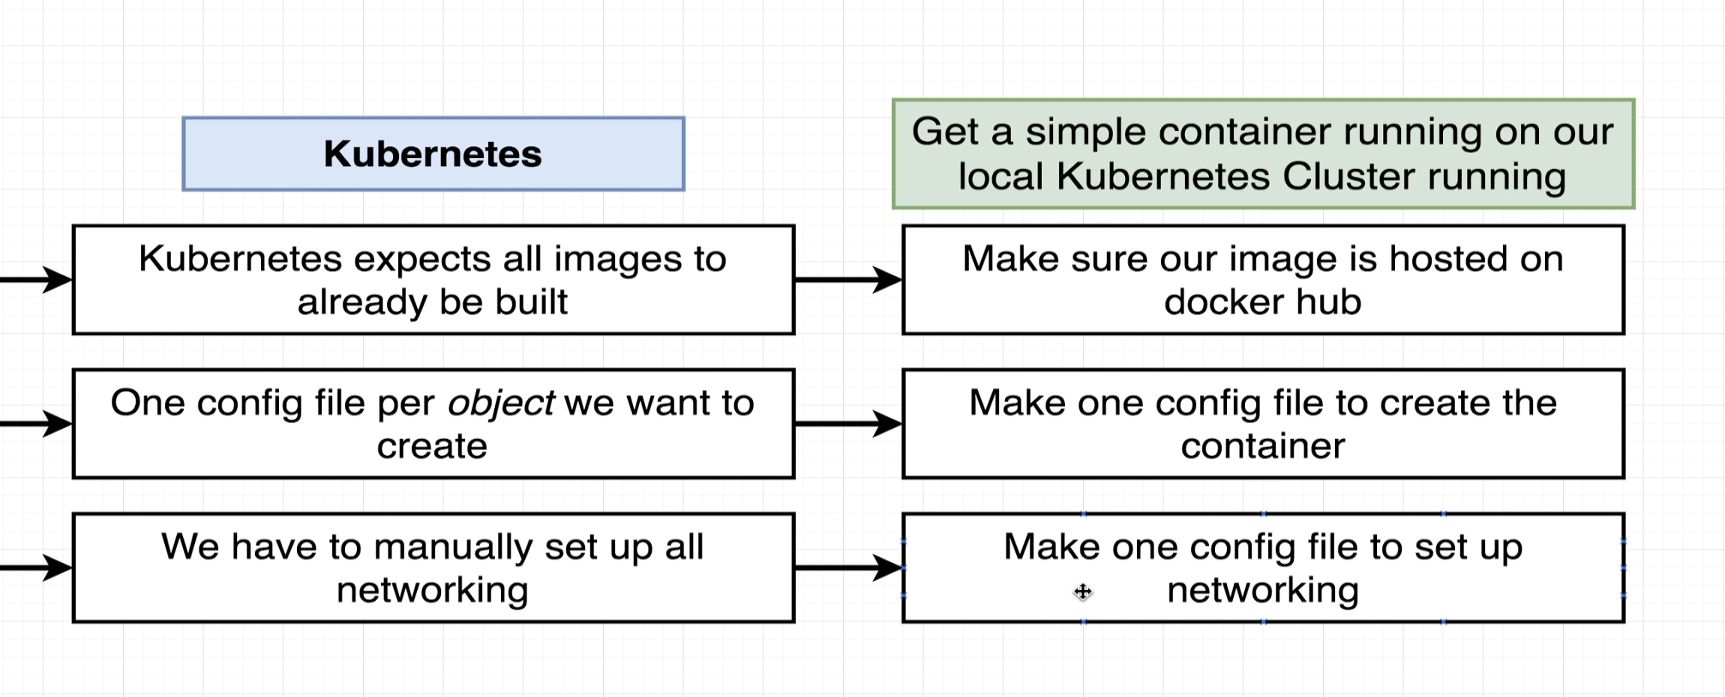 Kubernetes
Get a simple container running on our
local Kubernetes Cluster running
Kubernetes expects all images to
already be built
Make sure our image is hosted on
docker hub
One config file per object we want to
create
Make one config file to create the
container
We have to manually set up all
networking
Make one config file to set up
networking